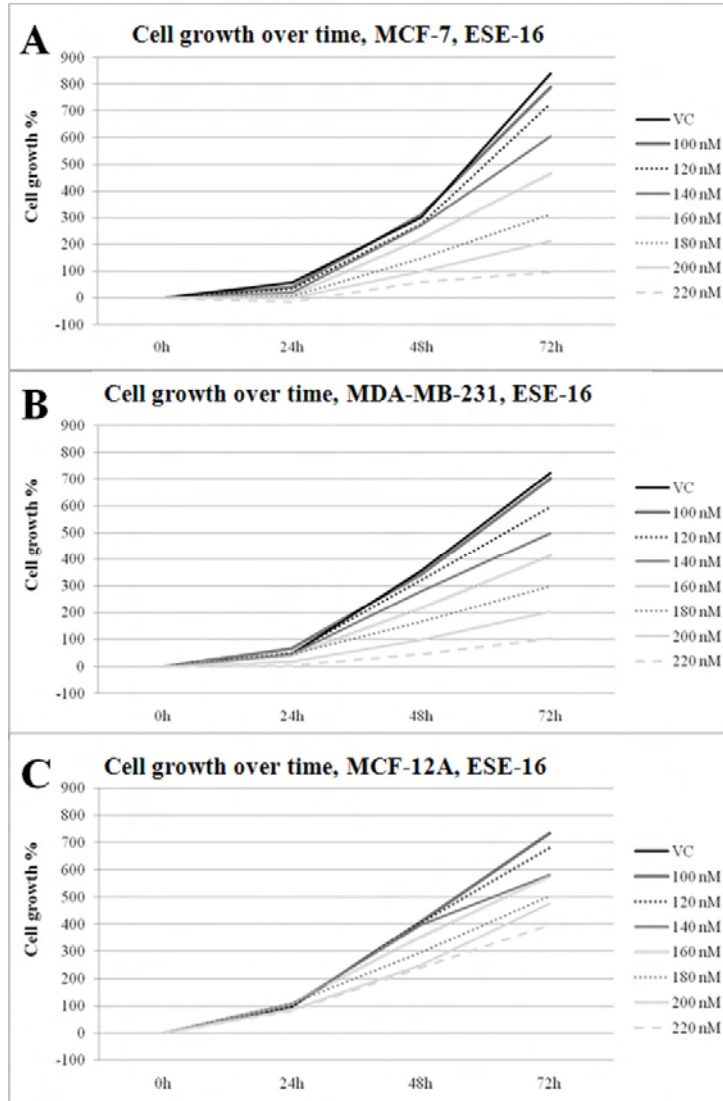 A
Cell growth over time, MCF-7, ESE-16
Cell growth %
900
800
700
600
500
400
300
200
100
0
-100
0h 24h 48h 72h
VC
100 nM
120 nM
140 nM
160 nM
180 nM
200 nM
220 nM
B
Cell growth over time, MDA-MB-231, ESE-16
Cell growth %
900
800
700
600
500
400
300
200
100
0
-100
0h 24h 48h 72h
VC
100 nM
120 nM
140 nM
160 nM
180 nM
200 nM
220 nM
C
Cell growth over time, MCF-12A, ESE-16
Cell growth %
900
800
700
600
500
400
300
200
100
0
-100
0h 24h 48h 72h
VC
100 nM
120 nM
140 nM
160 nM
180 nM
200 nM
220 nM